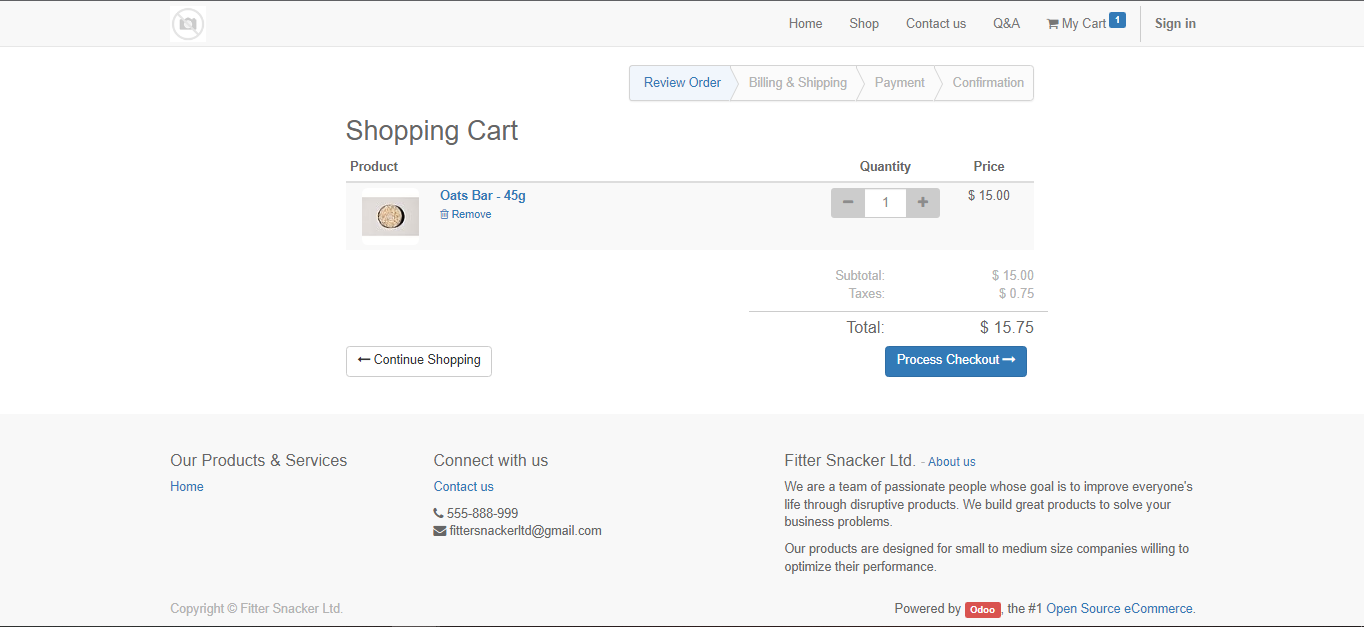 Home Shop Contact us Q&A My Cart 1 Sign in
Review Order Billing & Shipping Payment Confirmation
Shopping Cart
Product Quantity Price
Oats Bar - 45g − 1 + $ 15.00
Remove
Subtotal: $ 15.00
Taxes: $ 0.75
Total: $ 15.75
← Continue Shopping Process Checkout →
Our Products & Services
Home
Connect with us
Contact us
555-888-999
fittersnackerltd@gmail.com
Fitter Snacker Ltd. - About us
We are a team of passionate people whose goal is to improve everyone's
life through disruptive products. We build great products to solve your
business problems.
Our products are designed for small to medium size companies willing to
optimize their performance.
Copyright © Fitter Snacker Ltd.
Powered by Odoo, the #1 Open Source eCommerce.